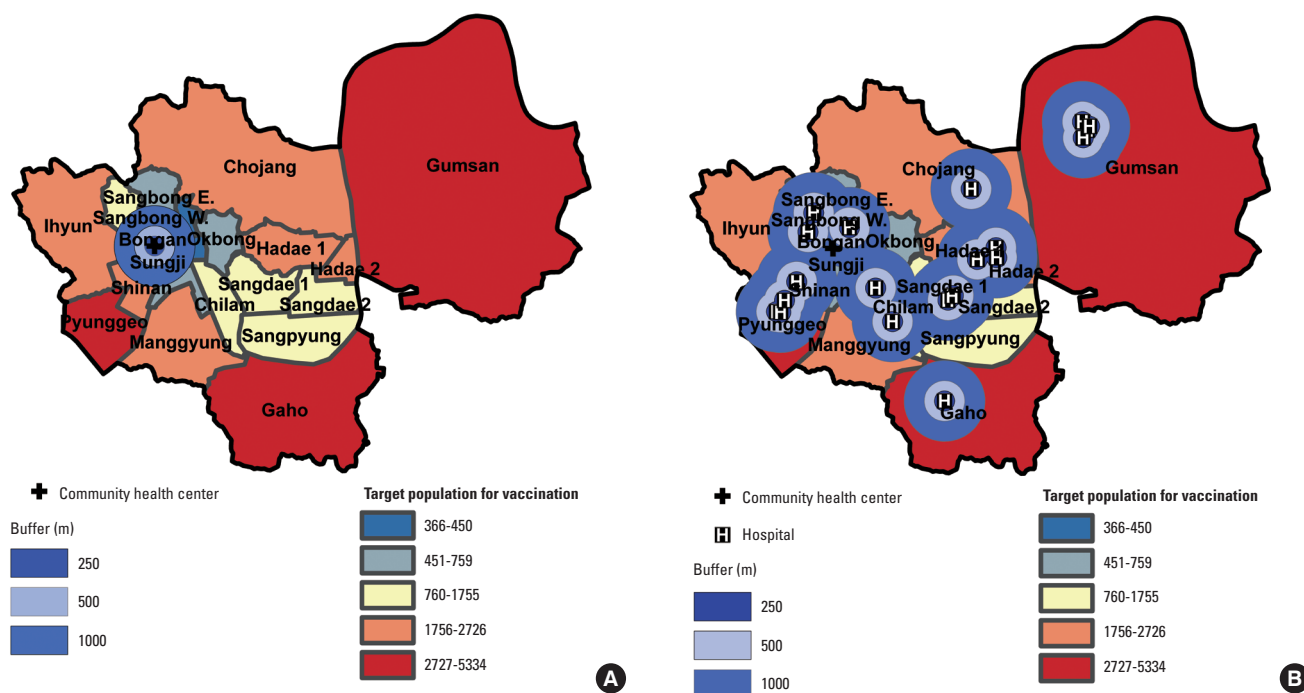 Chojang
Gumsan
Sangbong E.
Ihyun
Sangbong W.
Bongan
Okbong
Hadae 1
Sungji
Hadae 2
Shinan
Sangdae 1
Chilam
Sangdae 2
Pyunggeo
Sangpyung
Manggyung
Gaho
Community health center
Buffer (m)
250
500
1000
Target population for vaccination
366-450
451-759
760-1755
1756-2726
2727-5334
A
H
H
H
Chojang
Gumsan
H
Sangbong E.
H
Ihyun
Sangbong W.
H
H
Bongan
Okbong
Hadae 1
H
H
H
Sungji
Hadae 2
H
Shinan
H
Sangdae 1
H
H
Chilam
Sangdae 2
H
Pyunggeo
H
Sangpyung
Manggyung
H
Gaho
Community health center
H Hospital
Buffer (m)
250
500
1000
Target population for vaccination
366-450
451-759
760-1755
1756-2726
2727-5334
B